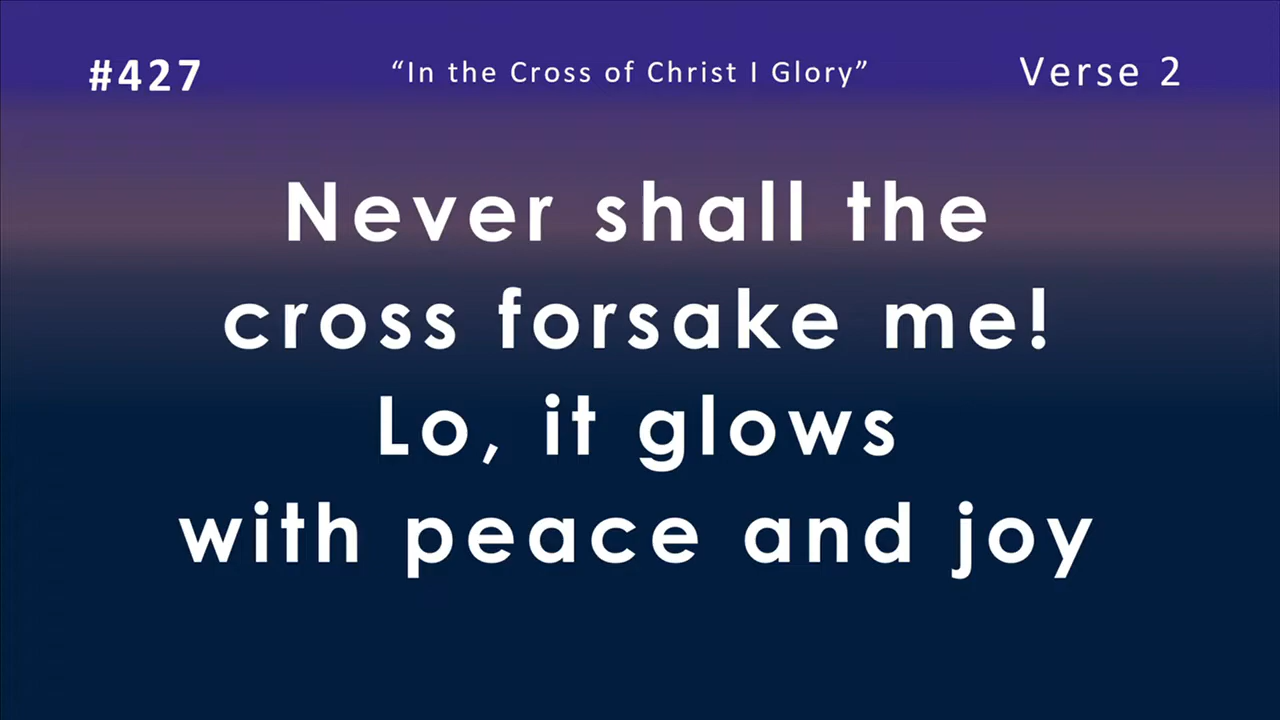 #427
“In the Cross of Christ I Glory”
Verse 2
Never shall the
cross forsake me!
Lo, it glows
with peace and joy